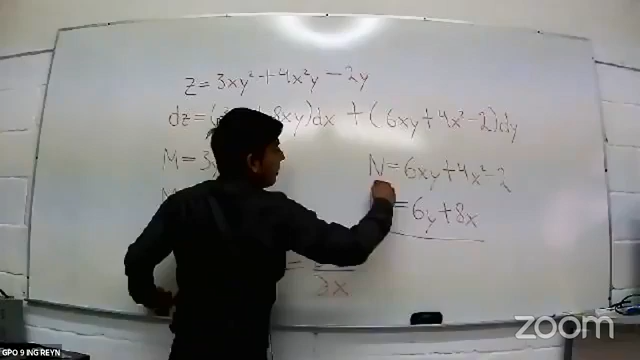 z = 3xy² + 4x²y - 2y
dz = ( 8xy)dx + (6xy + 4x² - 2)dy
M = 3
N = 6xy + 4x² - 2
M
= 6y + 8x
=
∂x
zoom
GPO 9 ING REYN